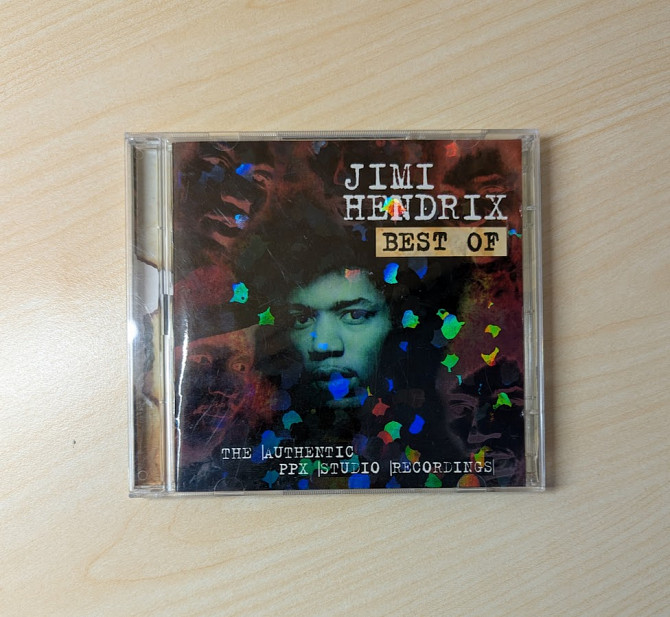 JIMI
HENDRIX
BEST OF
THE |AUTHENTIC
PPX |STUDIO |RECORDINGS|